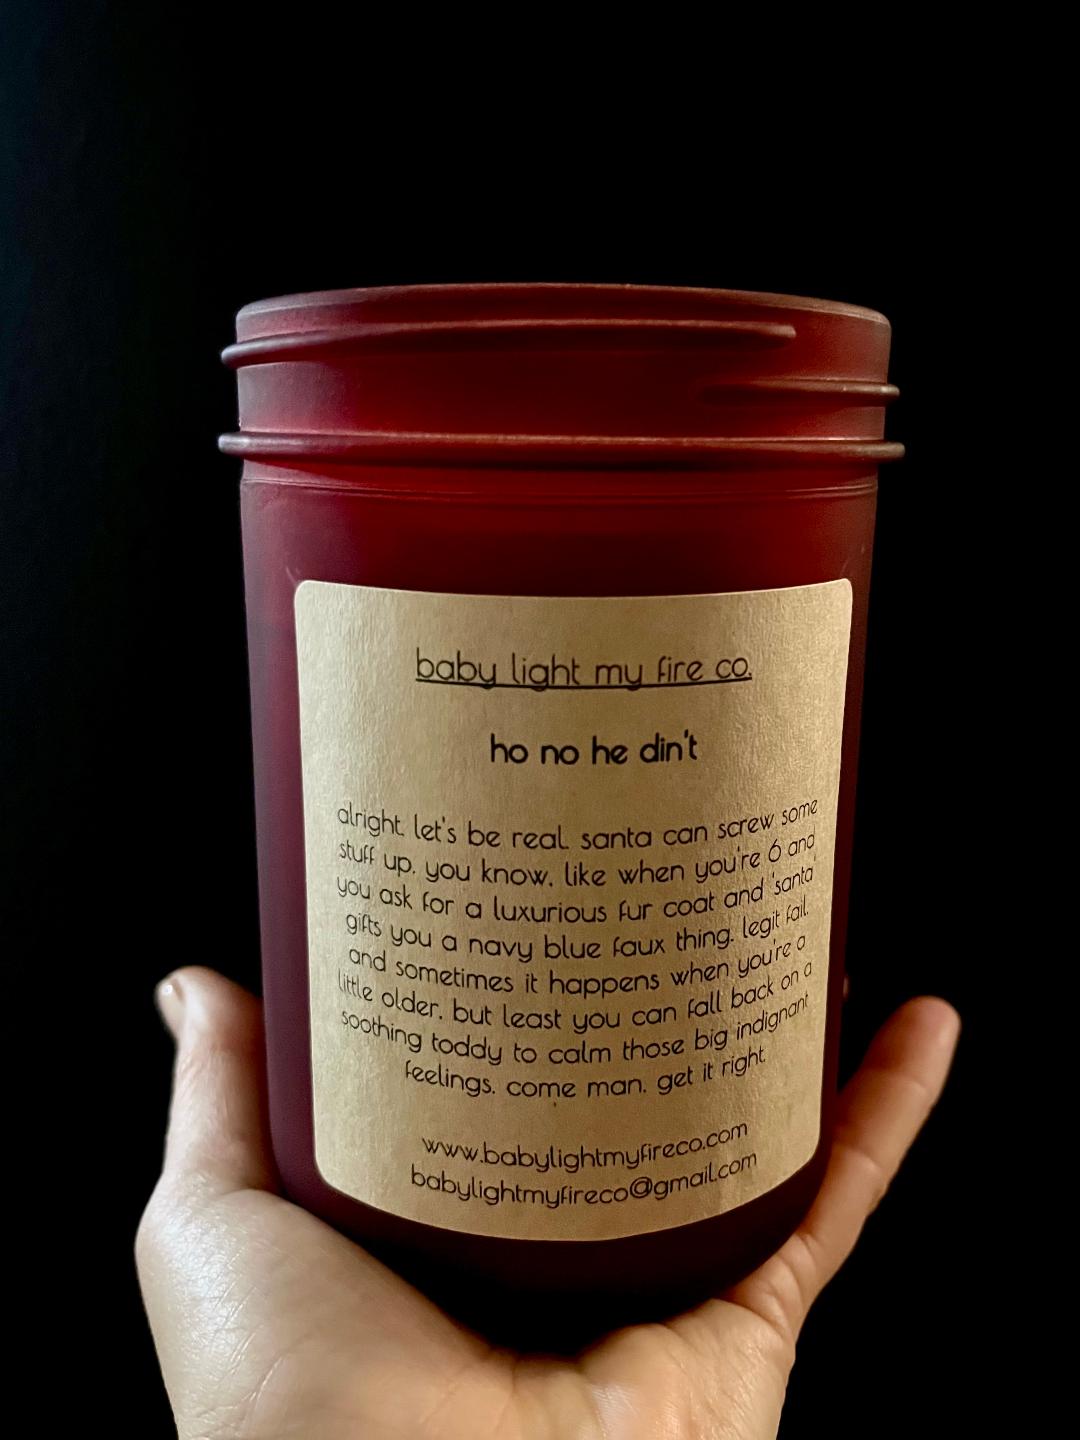 baby light my fire co.
ho no he din't
alright. let's be real. santa can screw some
stuff up. you know. like when you're 6 and
you ask for a luxurious fur coat and 'santa'
gifts you a navy blue faux thing. legit fail.
and sometimes it happens when you're a
little older. but least you can fall back on a
soothing toddy to calm those big indignant
feelings. come man. get it right.
www.babylightmyfireco.com
babylightmyfireco@gmail.com